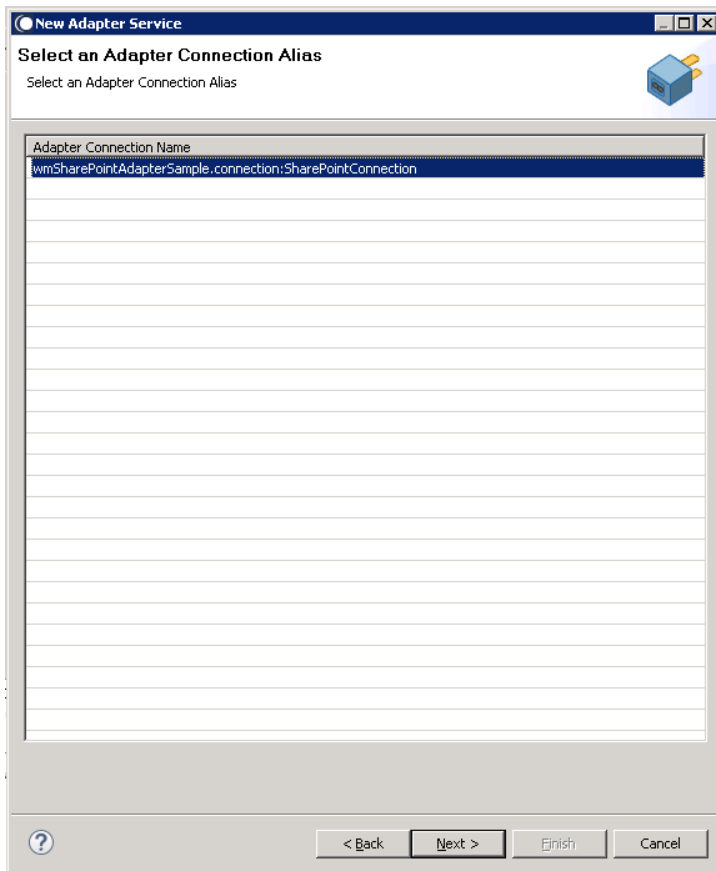 New Adapter Service
Select an Adapter Connection Alias
Select an Adapter Connection Alias
Adapter Connection Name
wmSharePointAdapterSample.connection:SharePointConnection
? < Back Next > Finish Cancel